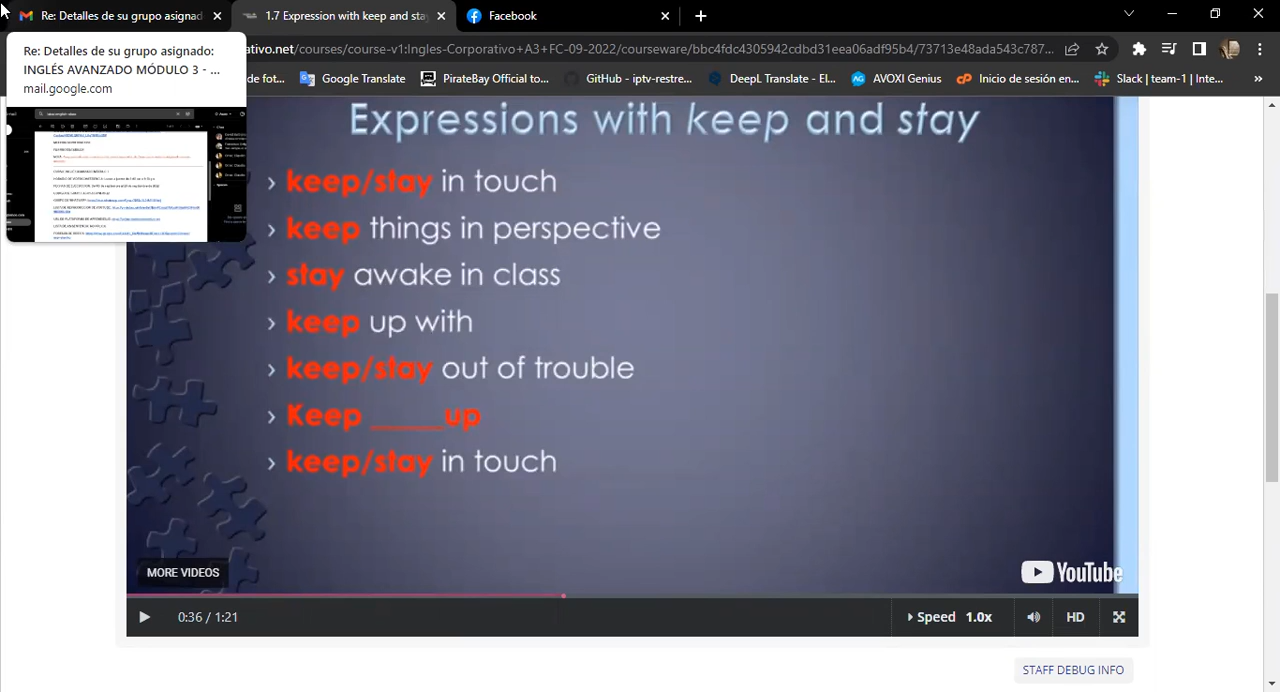 Re: Detalles de su grupo asignad
1.7 Expression with keep and sta
Facebook
Re: Detalles de su grupo asignado:
INGLÉS AVANZADO MÓDULO 3 - ...
mail.google.com
ativo.net/courses/course-v1:Ingles-Corporativo+A3+FC-09-2022/courseware/bbc4fdc4305942cdbd31eea06adf95b4/73713e48ada543c787...
de fot...
Google Translate
PirateBay Official to...
GitHub - iptv-restre...
DeepL Translate - El...
AVOXI Genius
Inicio de sesión en...
Slack | team-1 | Inte...
Expressions with keep and stay
› keep/stay in touch
› keep things in perspective
› stay awake in class
› keep up with
› keep/stay out of trouble
› Keep _____up
› keep/stay in touch
MORE VIDEOS
YouTube
0:36 / 1:21
Speed 1.0x
HD
STAFF DEBUG INFO